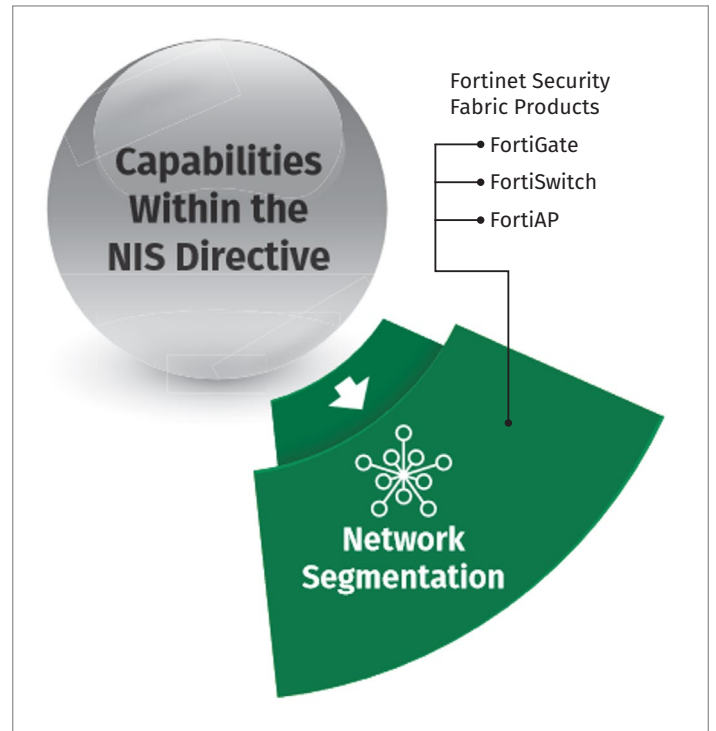 Capabilities
Within the
NIS Directive
Fortinet Security
Fabric Products
FortiGate
FortiSwitch
FortiAP
Network
Segmentation